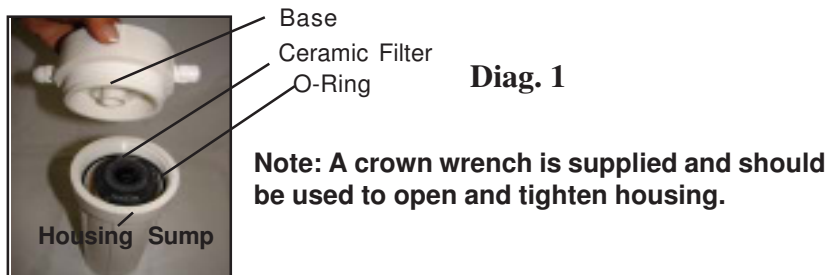 Base
Ceramic Filter
O-Ring
Diag. 1
Note: A crown wrench is supplied and should
be used to open and tighten housing.
Housing Sump